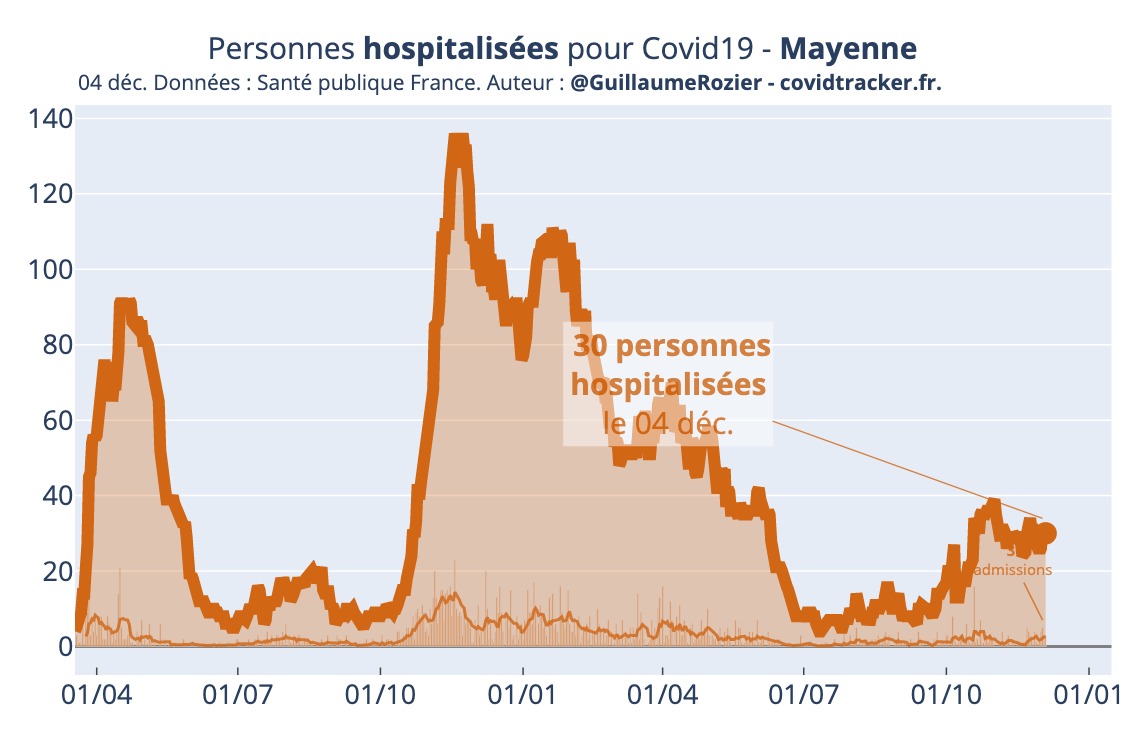 Personnes hospitalisées pour Covid19 - Mayenne
04 déc. Données : Santé publique France. Auteur : @GuillaumeRozier - covidtracker.fr.
140
120
100
80
60
40
20
0
30 personnes
hospitalisées
le 04 déc.
admissions
01/04
01/07
01/10
01/01
01/04
01/07
01/10
01/01